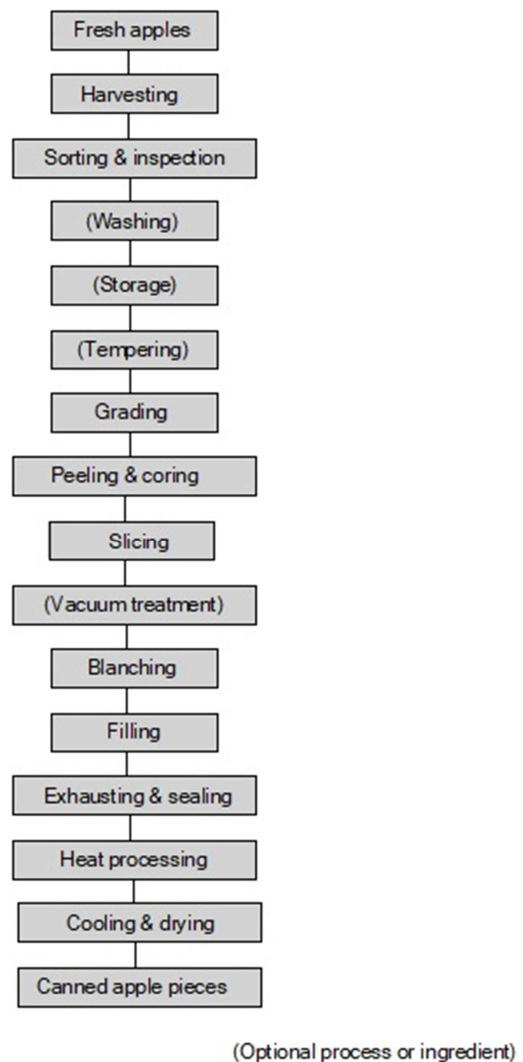 Fresh apples
Harvesting
Sorting & inspection
(Washing)
(Storage)
(Tempering)
Grading
Peeling & coring
Slicing
(Vacuum treatment)
Blanching
Filling
Exhausting & sealing
Heat processing
Cooling & drying
Canned apple pieces
(Optional process or ingredient)